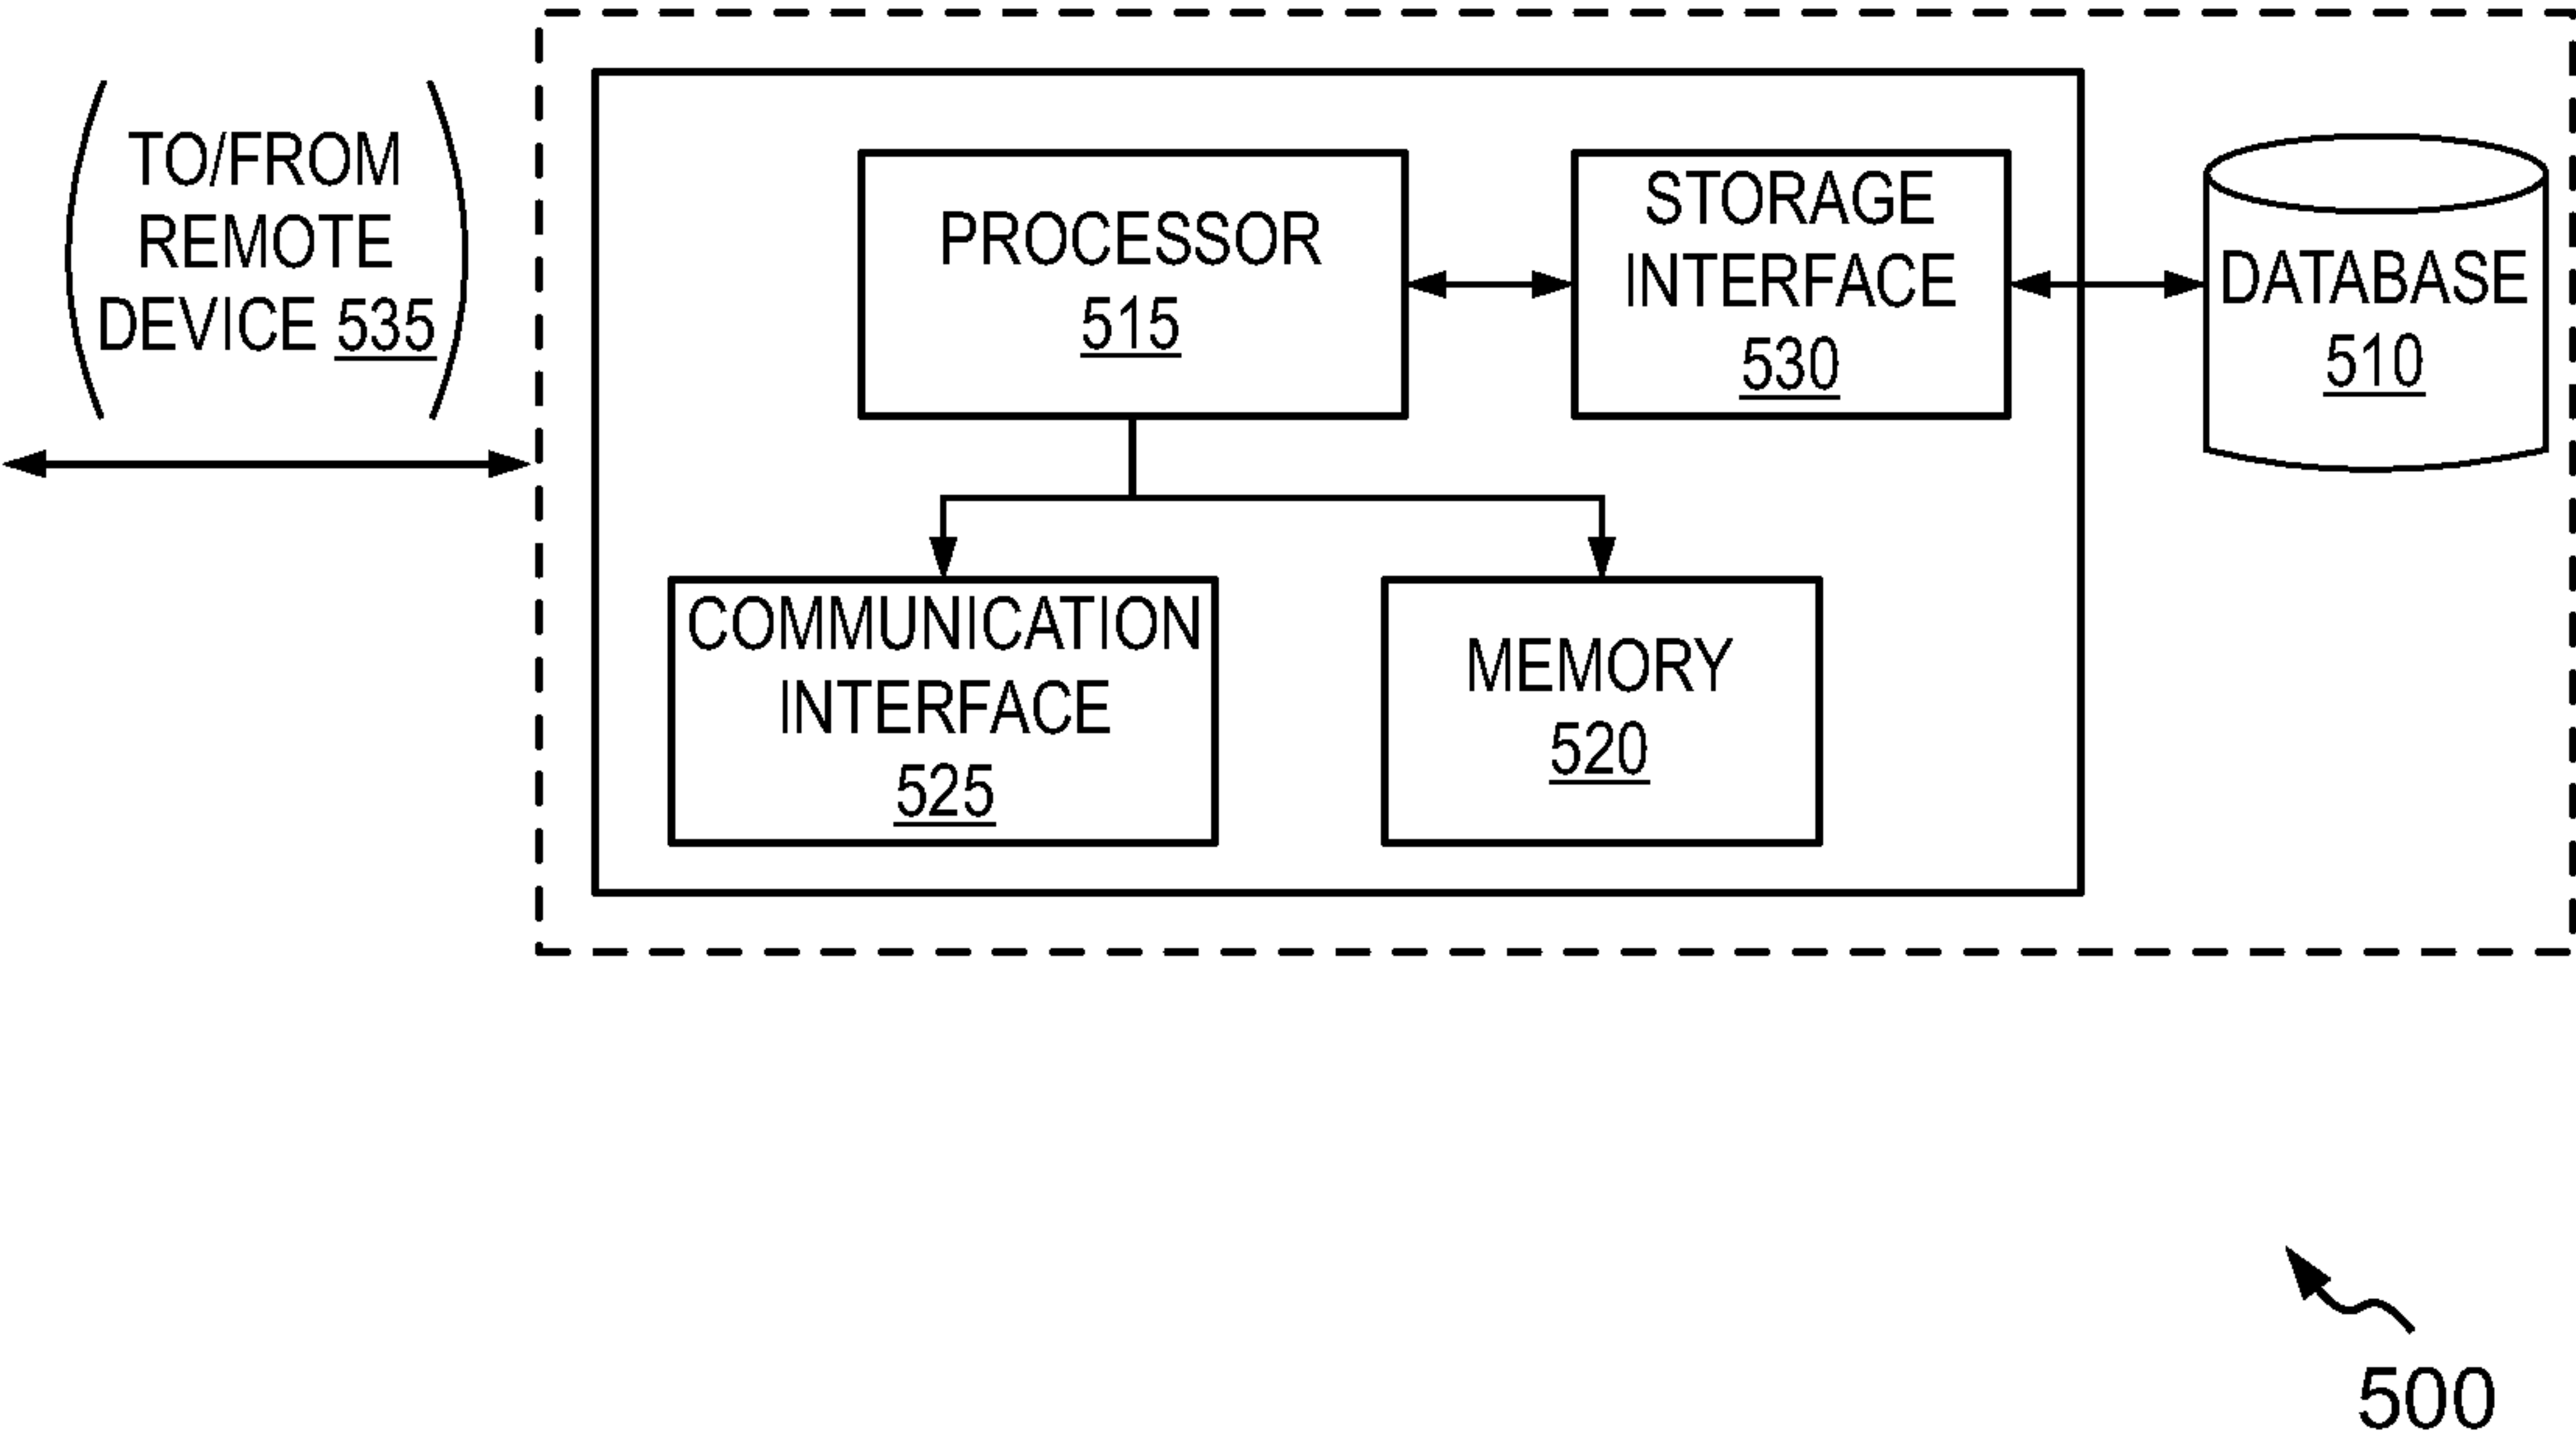 TO/FROM
REMOTE
DEVICE 535
PROCESSOR
515
STORAGE
INTERFACE
530
DATABASE
510
COMMUNICATION
INTERFACE
525
MEMORY
520
500